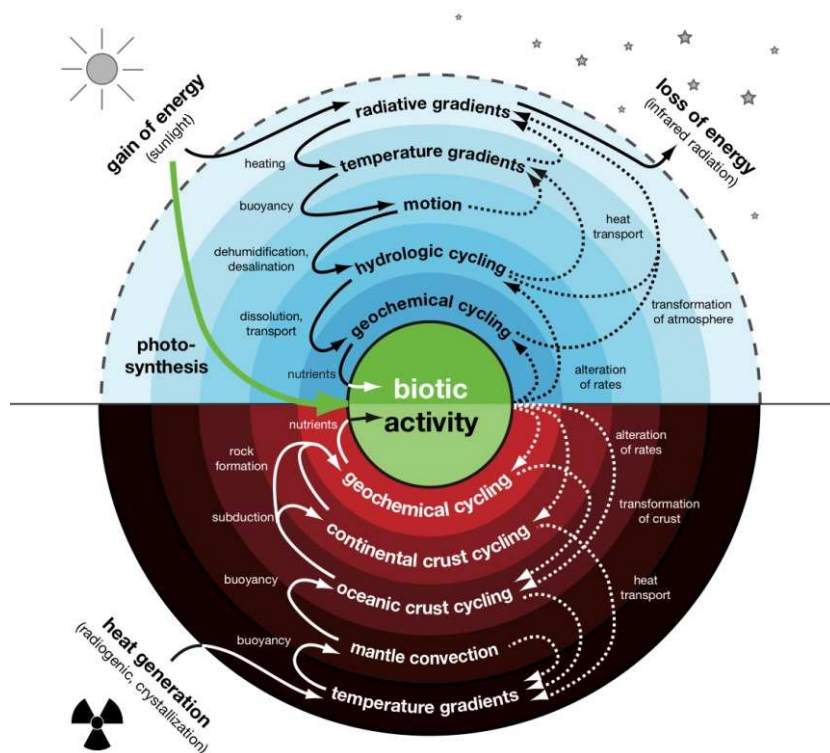 gain of energy
(sunlight)
loss of energy
(infrared radiation)
radiative gradients
heating
temperature gradients
buoyancy
motion
heat
transport
dehumidification,
desalination
hydrologic cycling
dissolution,
transport
geochemical cycling
transformation
of atmosphere
photo-
synthesis
nutrients
biotic
activity
alteration
of rates
nutrients
alteration
of rates
rock
formation
geochemical cycling
subduction
continental crust cycling
transformation
of crust
buoyancy
oceanic crust cycling
heat
transport
buoyancy
mantle convection
temperature gradients
heat generation
(radiogenic, crystallization)